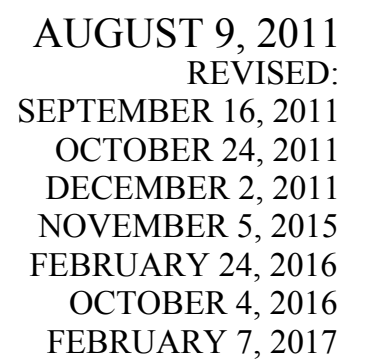 AUGUST 9, 2011
REVISED:
SEPTEMBER 16, 2011
OCTOBER 24, 2011
DECEMBER 2, 2011
NOVEMBER 5, 2015
FEBRUARY 24, 2016
OCTOBER 4, 2016
FEBRUARY 7, 2017